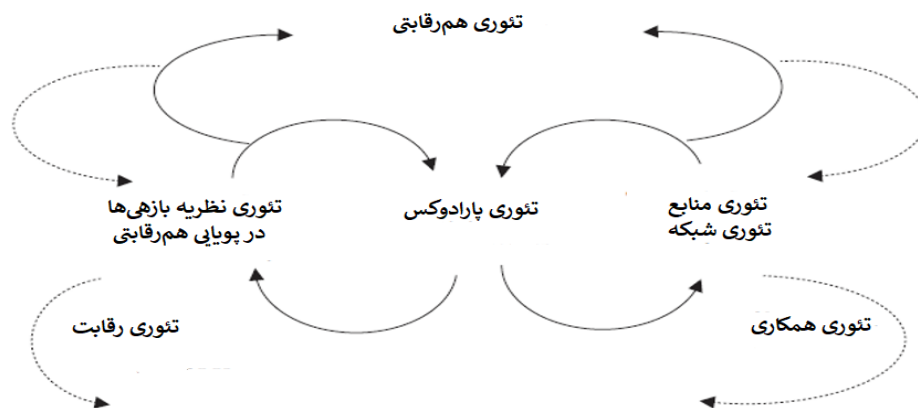 تئوری هم‌رقابتی
تئوری نظریه بازهی‌ها
در پویایی هم‌رقابتی
تئوری پارادوکس
تئوری منابع
تئوری شبکه
تئوری رقابت
تئوری همکاری